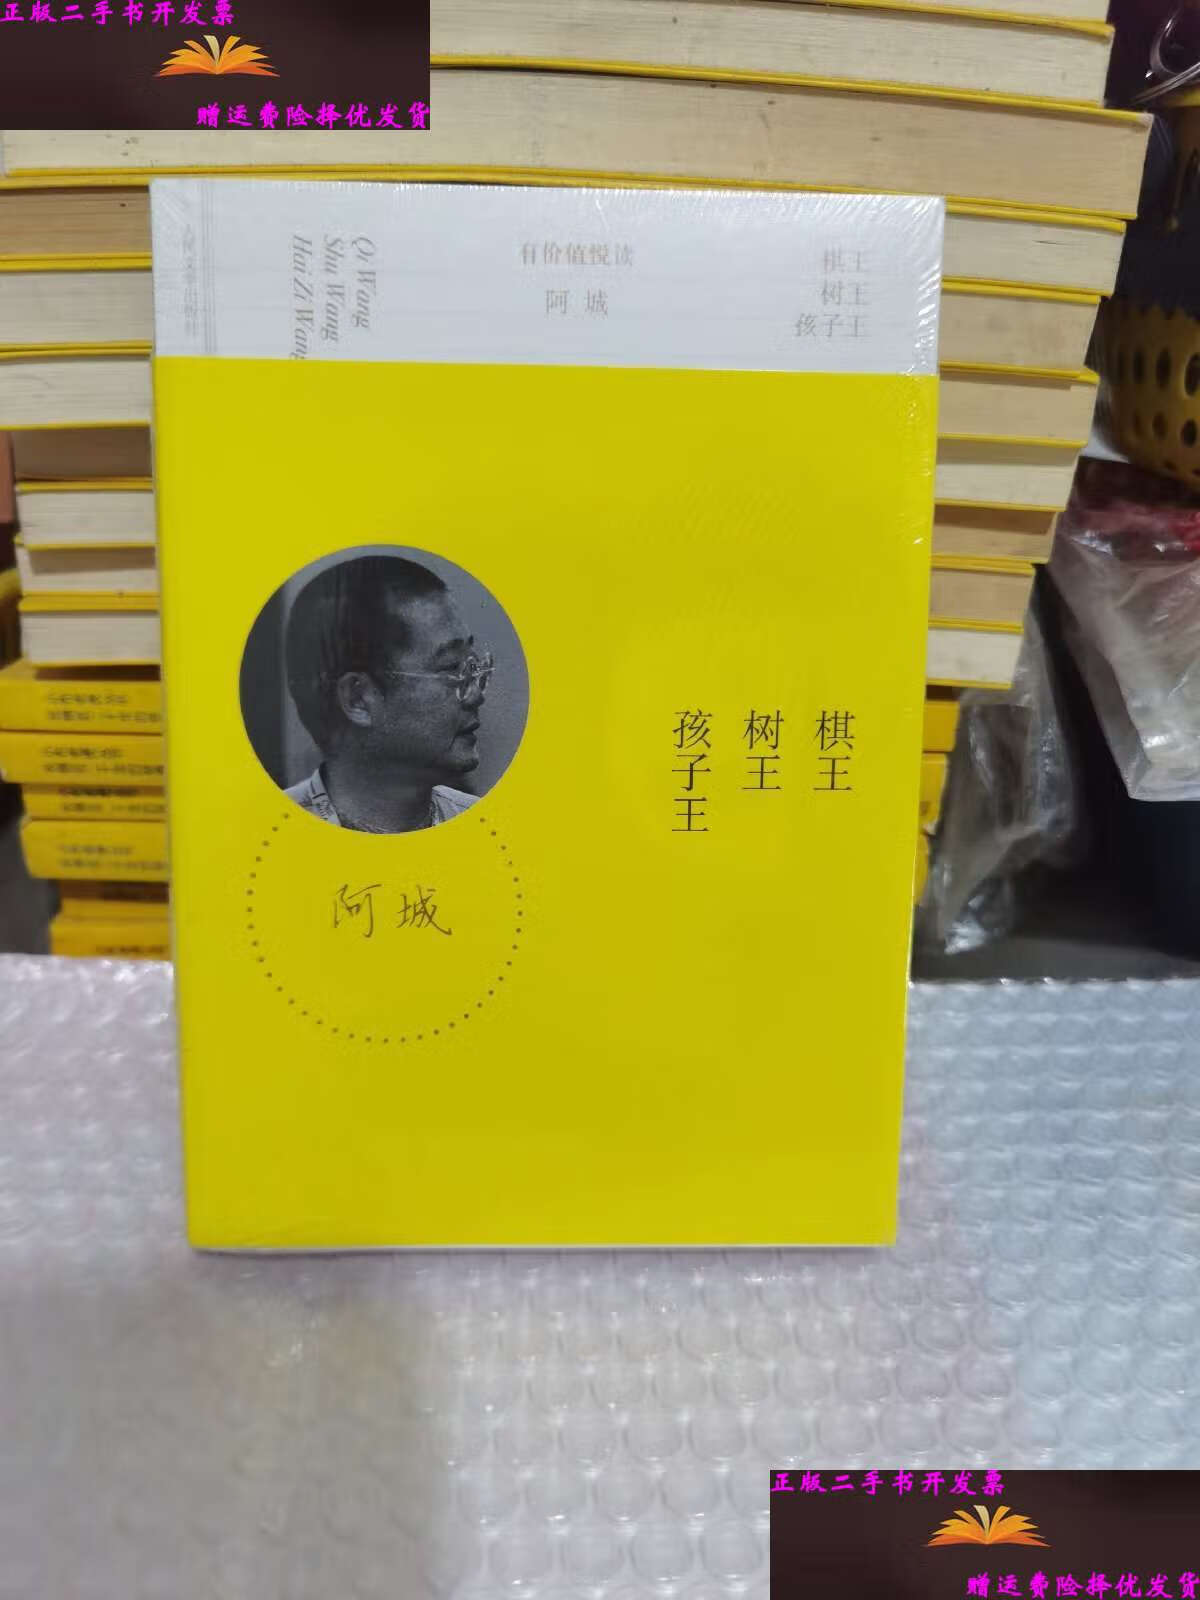 正版二手书开发票
赠运费险择优发货
Qi Wang
Shu Wang
Hai Zi Wang
有价值悦读
阿城
棋王
树王
孩子王
棋王
树王
孩子王
阿城
正版二手书开发票
赠运费险择优发货